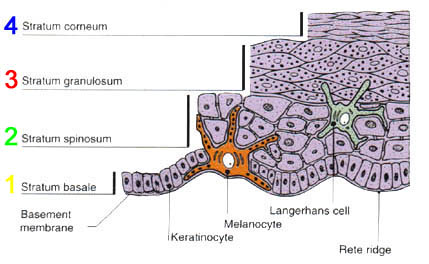 4 Stratum corneum
3 Stratum granulosum
2 Stratum spinosum
1 Stratum basale
Basement
membrane
Keratinocyte
Melanocyte
Langerhans cell
Rete ridge